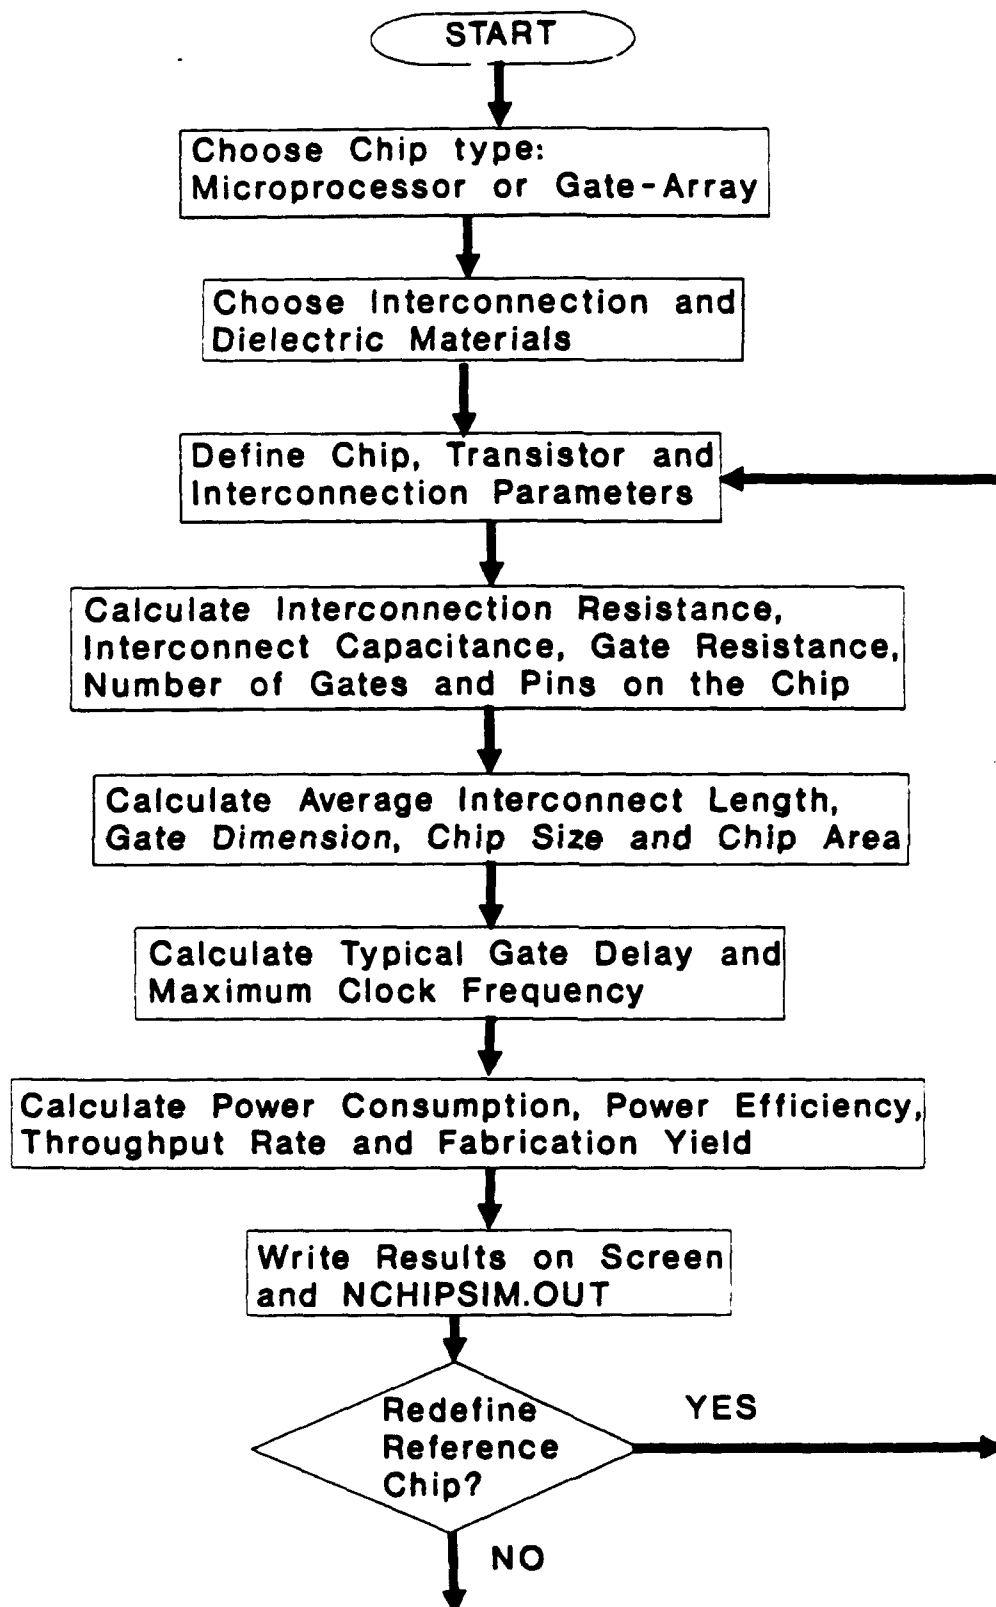 START
Choose Chip type:
Microprocessor or Gate-Array
Choose Interconnection and
Dielectric Materials
Define Chip, Transistor and
Interconnection Parameters
Calculate Interconnection Resistance,
Interconnect Capacitance, Gate Resistance,
Number of Gates and Pins on the Chip
Calculate Average Interconnect Length,
Gate Dimension, Chip Size and Chip Area
Calculate Typical Gate Delay and
Maximum Clock Frequency
Calculate Power Consumption, Power Efficiency,
Throughput Rate and Fabrication Yield
Write Results on Screen
and NCHIPSIM.OUT
Redefine
Reference
Chip?
YES
NO